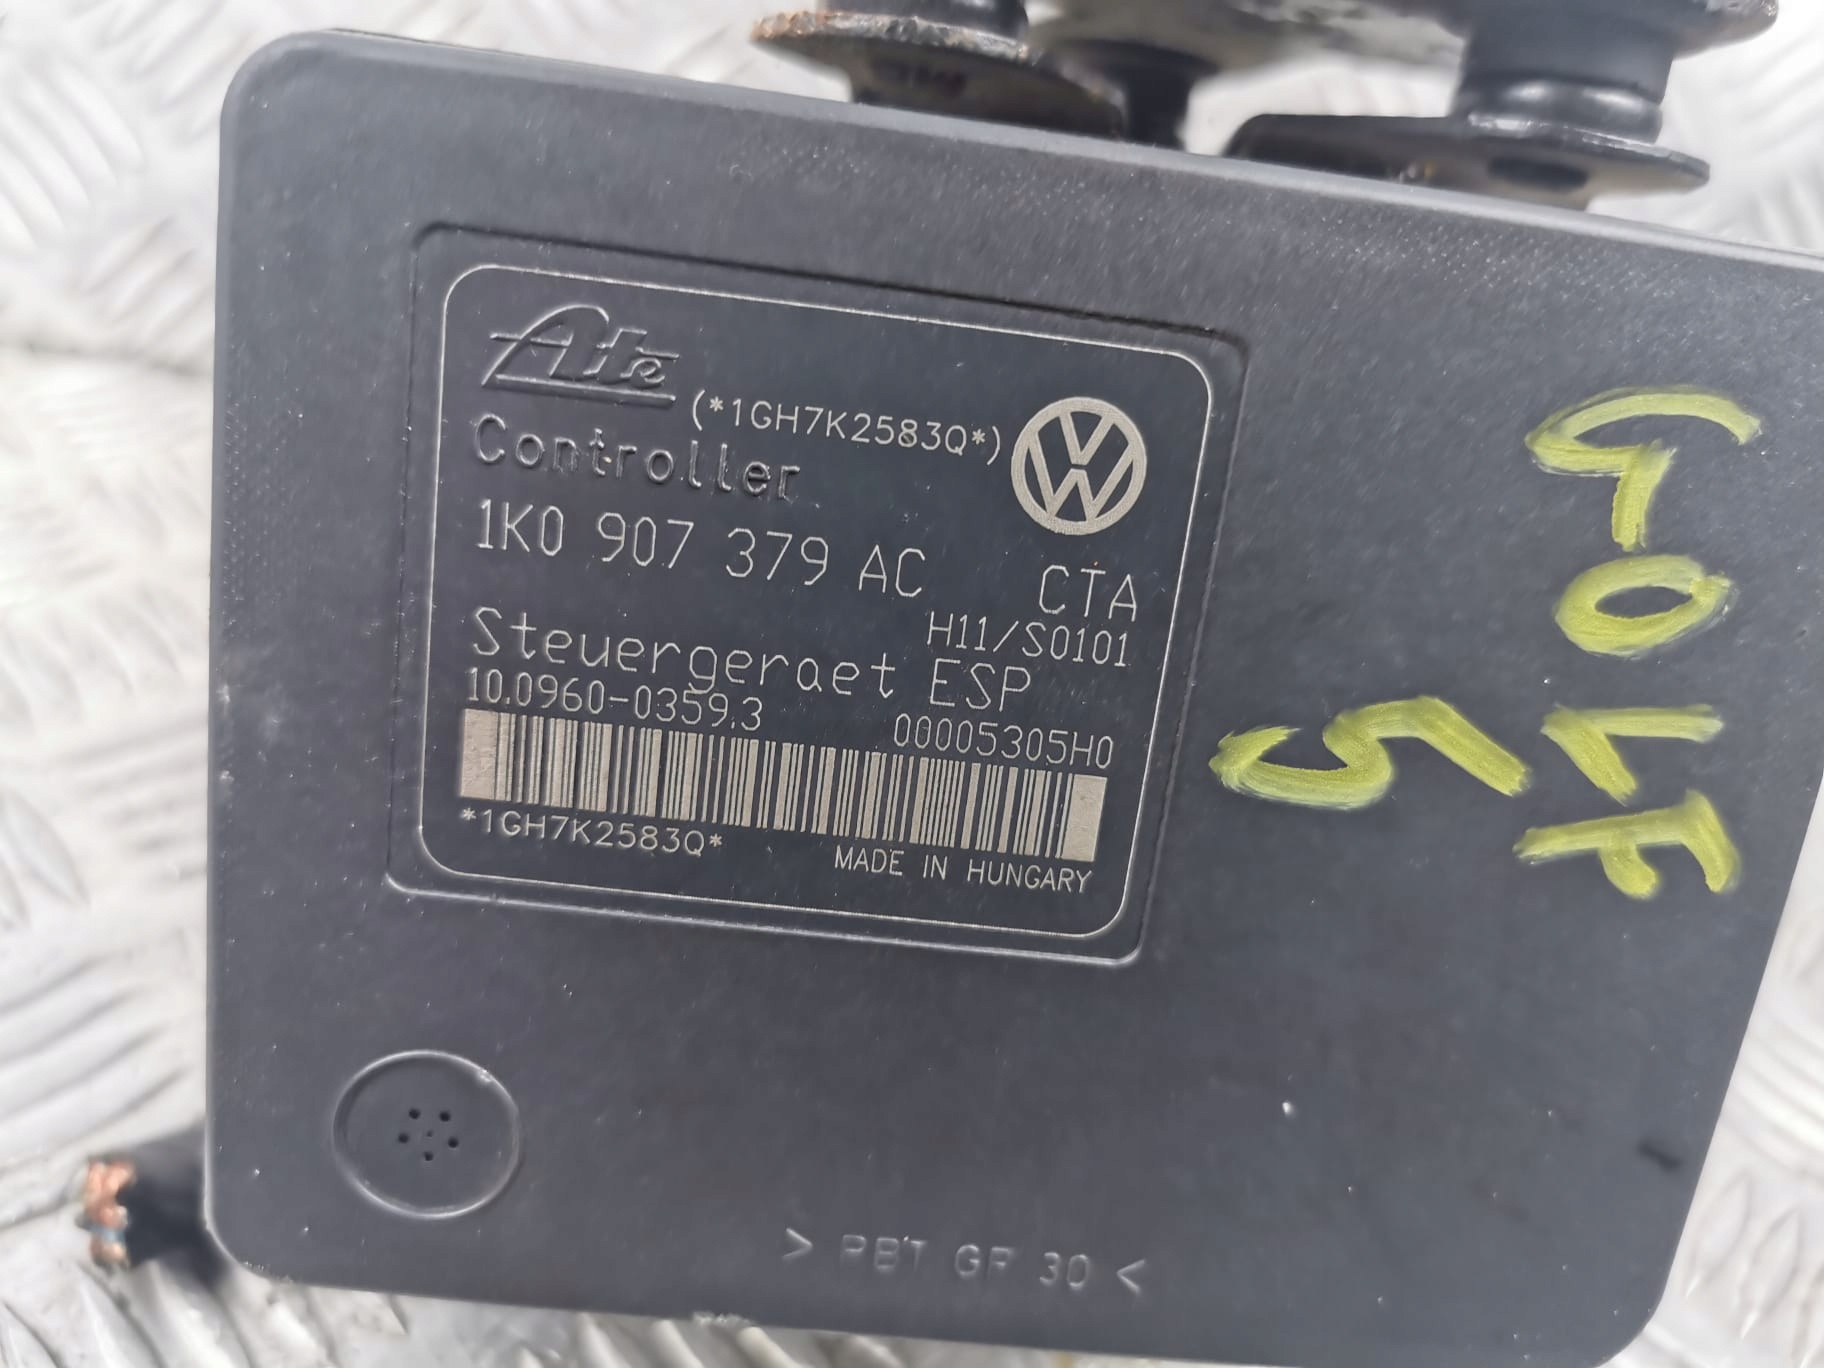 Ate
(*1GH7K2583Q*)
Controller
1K0 907 379 AC CTA
H11/S0101
Steuergeraet ESP
10.0960-0359.3 00005305H0
*1GH7K2583Q*
MADE IN HUNGARY
> PBT GF 30 <
GOLF
5